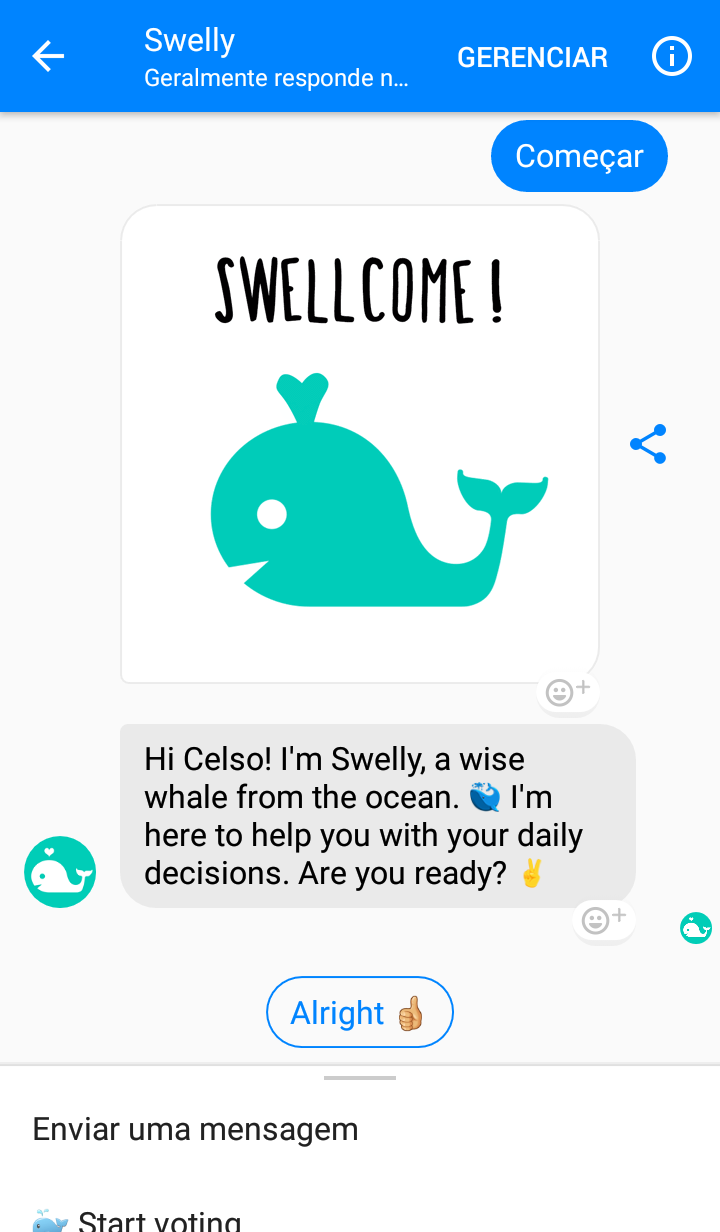 Swelly
Geralmente responde n...
GERENCIAR
Começar
SWELLCOME!
Hi Celso! I'm Swelly, a wise
whale from the ocean. 🌊 I'm
here to help you with your daily
decisions. Are you ready? ✌
Alright 👍
Enviar uma mensagem
🐳 Start voting